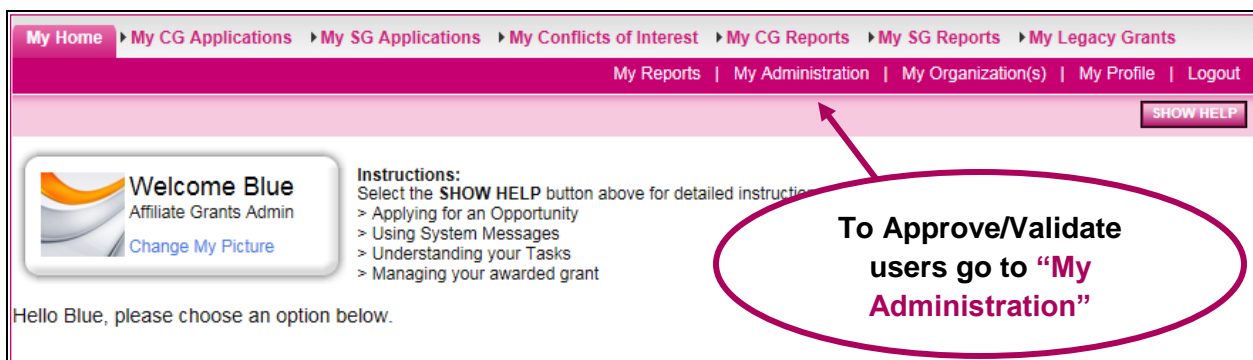 My Home My CG Applications My SG Applications My Conflicts of Interest My CG Reports My SG Reports My Legacy Grants
My Reports | My Administration | My Organization(s) | My Profile | Logout
SHOW HELP
Welcome Blue
Affiliate Grants Admin
Change My Picture
Instructions:
Select the SHOW HELP button above for detailed
> Applying for an Opportunity
> Using System Messages
> Understanding your Tasks
> Managing your awarded grant
To Approve/Validate
users go to “My
Administration”
Hello Blue, please choose an option below.